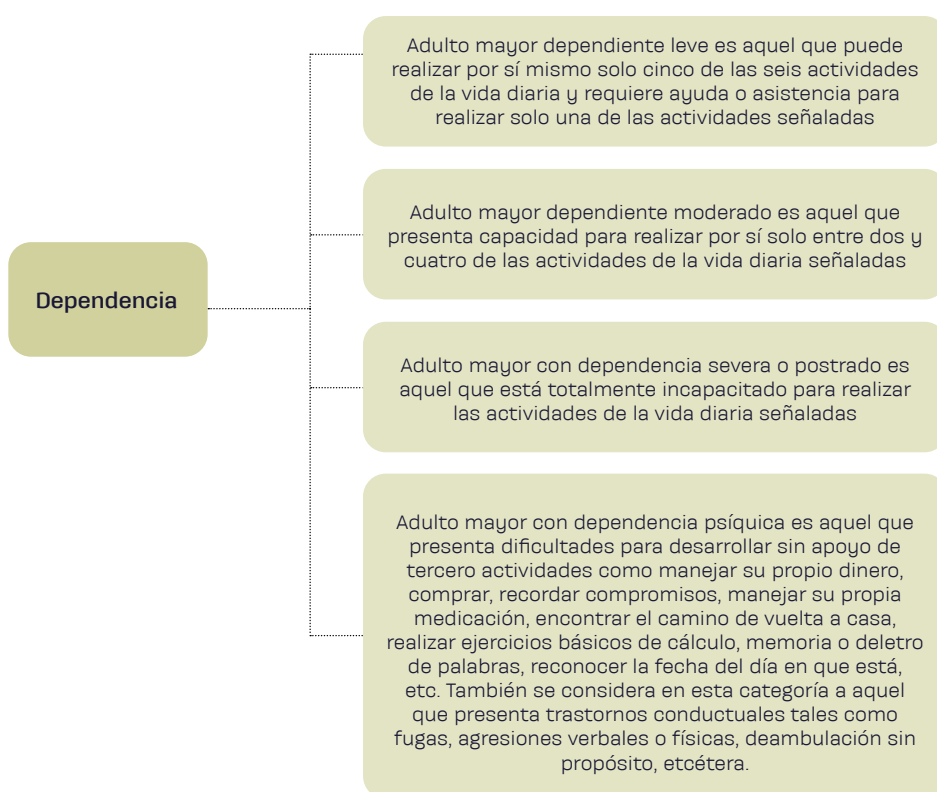 Dependencia
Adulto mayor dependiente leve es aquel que puede
realizar por sí mismo solo cinco de las seis actividades
de la vida diaria y requiere ayuda o asistencia para
realizar solo una de las actividades señaladas
Adulto mayor dependiente moderado es aquel que
presenta capacidad para realizar por sí solo entre dos y
cuatro de las actividades de la vida diaria señaladas
Adulto mayor con dependencia severa o postrado es
aquel que está totalmente incapacitado para realizar
las actividades de la vida diaria señaladas
Adulto mayor con dependencia psíquica es aquel que
presenta dificultades para desarrollar sin apoyo de
tercero actividades como manejar su propio dinero,
comprar, recordar compromisos, manejar su propia
medicación, encontrar el camino de vuelta a casa,
realizar ejercicios básicos de cálculo, memoria o deletro
de palabras, reconocer la fecha del día en que está,
etc. También se considera en esta categoría a aquel
que presenta trastornos conductuales tales como
fugas, agresiones verbales o físicas, deambulación sin
propósito, etcétera.